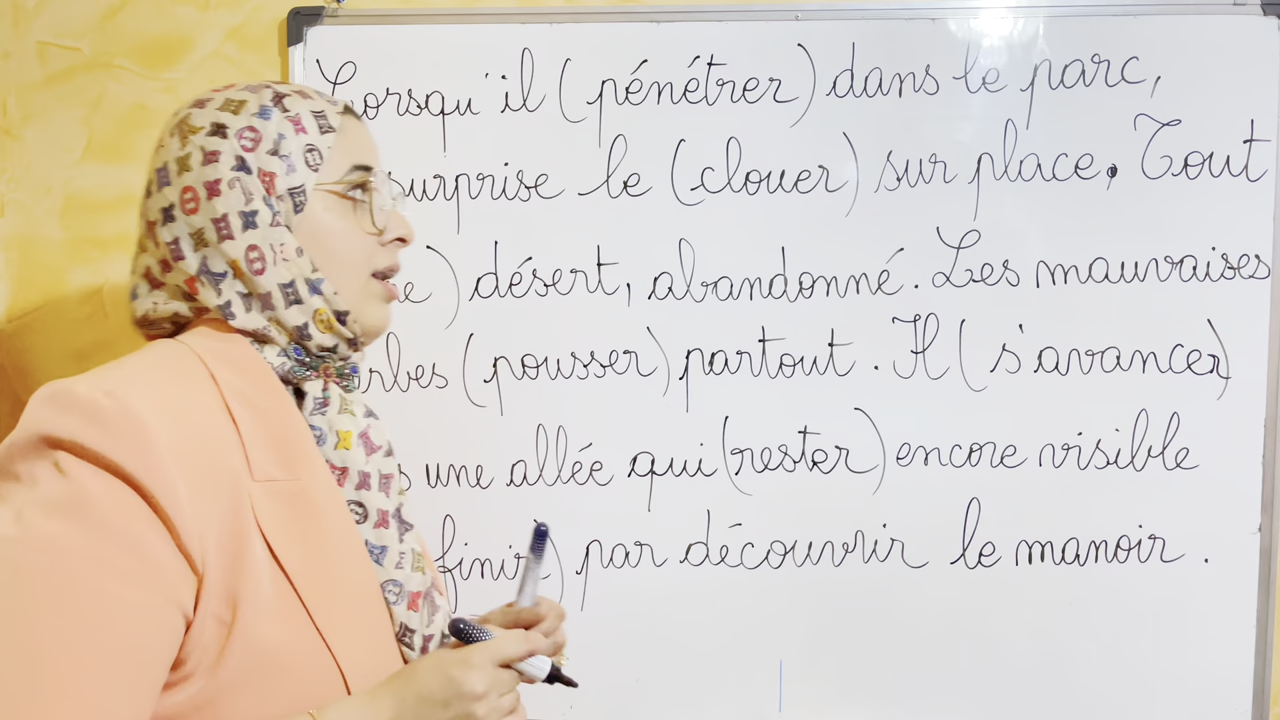 Lorsqu'il (pénétrer) dans le parc,
surprise le (clouer) sur place. Tout
) désert, abandonné. Les mauvaises
(pousser) partout. Il (s'avancer)
une allée qui (rester) encore visible
finir) par découvrir le manoir.